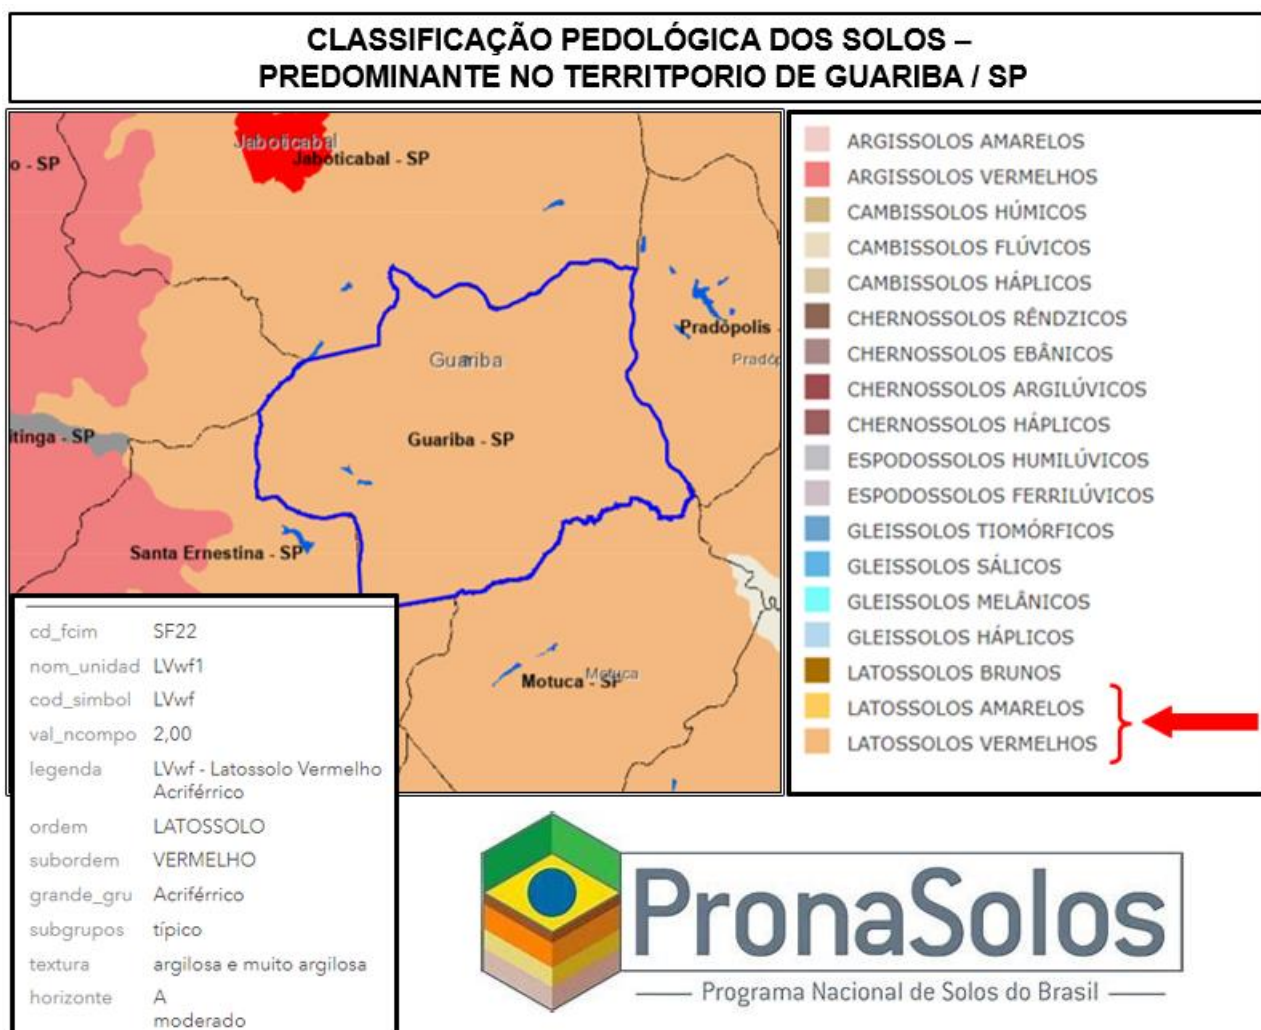 CLASSIFICAÇÃO PEDOLÓGICA DOS SOLOS –
PREDOMINANTE NO TERRITPORIO DE GUARIBA / SP
Jaboticabal
Jaboticabal - SP
o - SP
Pradópolis
Guariba
Guariba - SP
itinga - SP
Santa Ernestina - SP
Motuca
Motuca - SP
ARGISSOLOS AMARELOS
ARGISSOLOS VERMELHOS
CAMBISSOLOS HÚMICOS
CAMBISSOLOS FLÚVICOS
CAMBISSOLOS HÁPLICOS
CHERNOSSOLOS RÊNDZICOS
CHERNOSSOLOS EBÂNICOS
CHERNOSSOLOS ARGILÚVICOS
CHERNOSSOLOS HÁPLICOS
ESPODOSSOLOS HUMILÚVICOS
ESPODOSSOLOS FERRILÚVICOS
GLEISSOLOS TIOMÓRFICOS
GLEISSOLOS SÁLICOS
GLEISSOLOS MELÂNICOS
GLEISSOLOS HÁPLICOS
LATOSSOLOS BRUNOS
LATOSSOLOS AMARELOS
LATOSSOLOS VERMELHOS
cd_fcim SF22
nom_unidad LVwf1
cod_simbol LVwf
val_ncompo 2,00
legenda LVwf - Latossolo Vermelho
Acriférrico
ordem LATOSSOLO
subordem VERMELHO
grande_gru Acriférrico
subgrupos típico
textura argilosa e muito argilosa
horizonte A
moderado
PronaSolos
Programa Nacional de Solos do Brasil